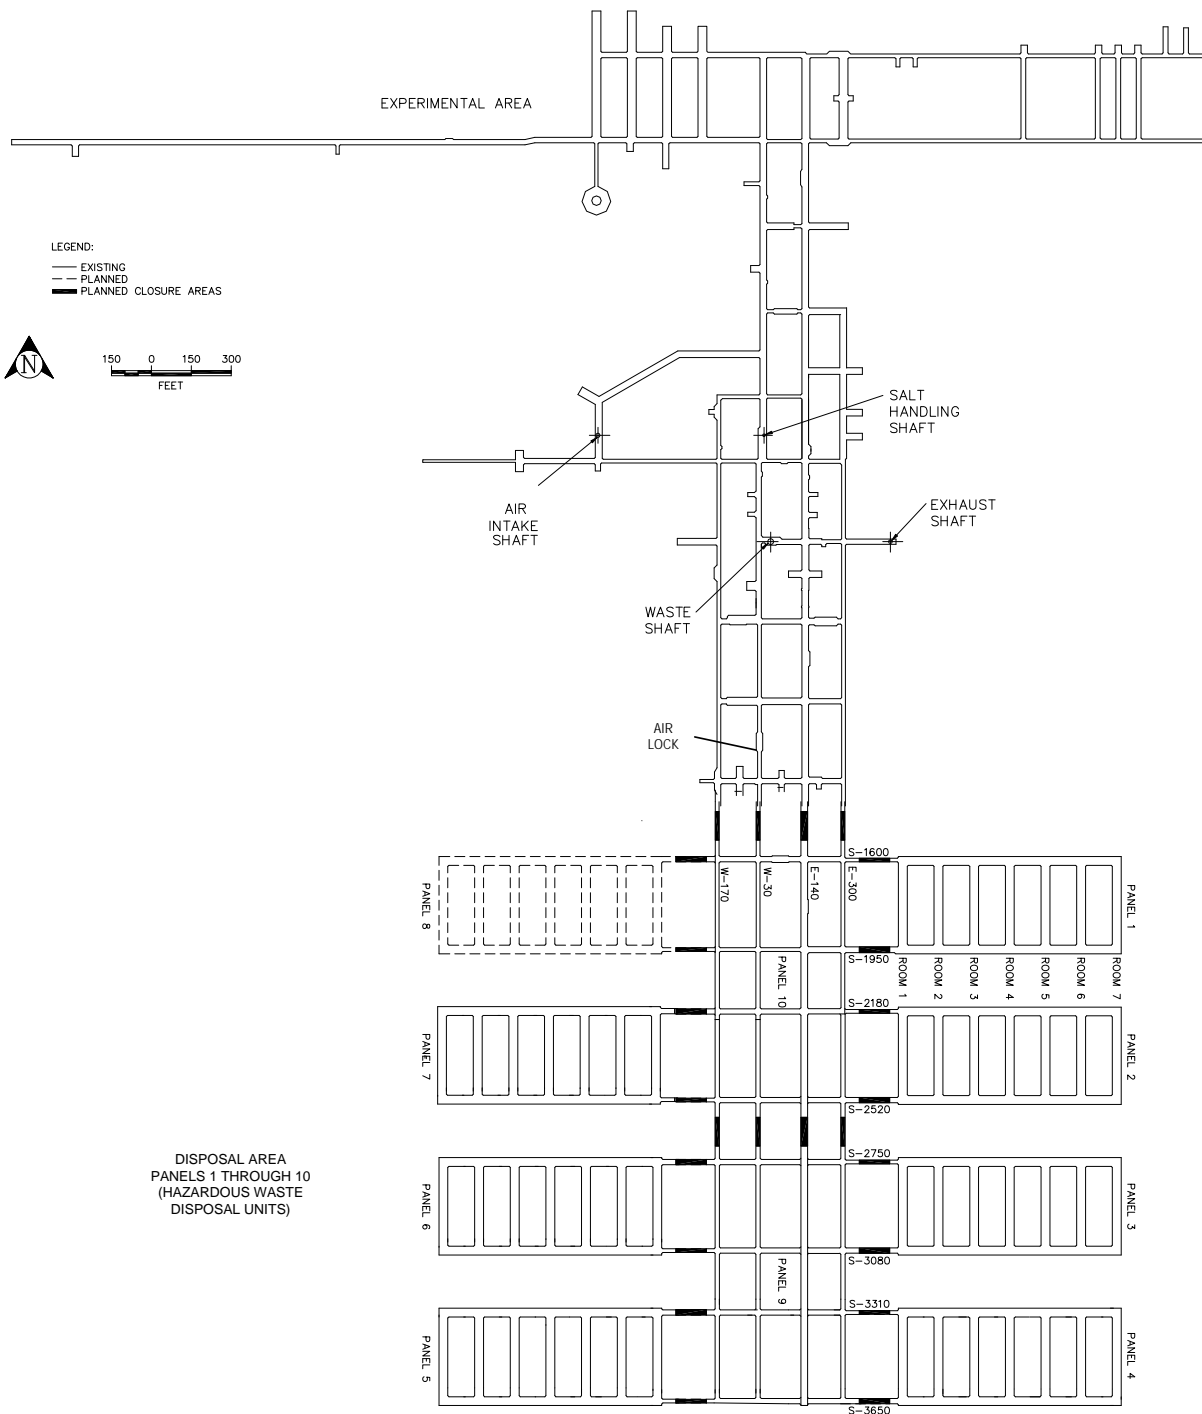 EXPERIMENTAL AREA
LEGEND:
EXISTING
PLANNED
PLANNED CLOSURE AREAS
N
150 0 150 300
FEET
SALT
HANDLING
SHAFT
AIR
INTAKE
SHAFT
EXHAUST
SHAFT
WASTE
SHAFT
AIR
LOCK
S-1600
W-170
W-30
E-140
E-300
PANEL 8
PANEL 1
S-1950
PANEL 10
ROOM 1
ROOM 2
ROOM 3
ROOM 4
ROOM 5
ROOM 6
ROOM 7
S-2180
PANEL 7
PANEL 2
S-2520
S-2750
DISPOSAL AREA
PANELS 1 THROUGH 10
(HAZARDOUS WASTE
DISPOSAL UNITS)
PANEL 6
PANEL 3
S-3080
PANEL 9
S-3310
PANEL 5
PANEL 4
S-3650